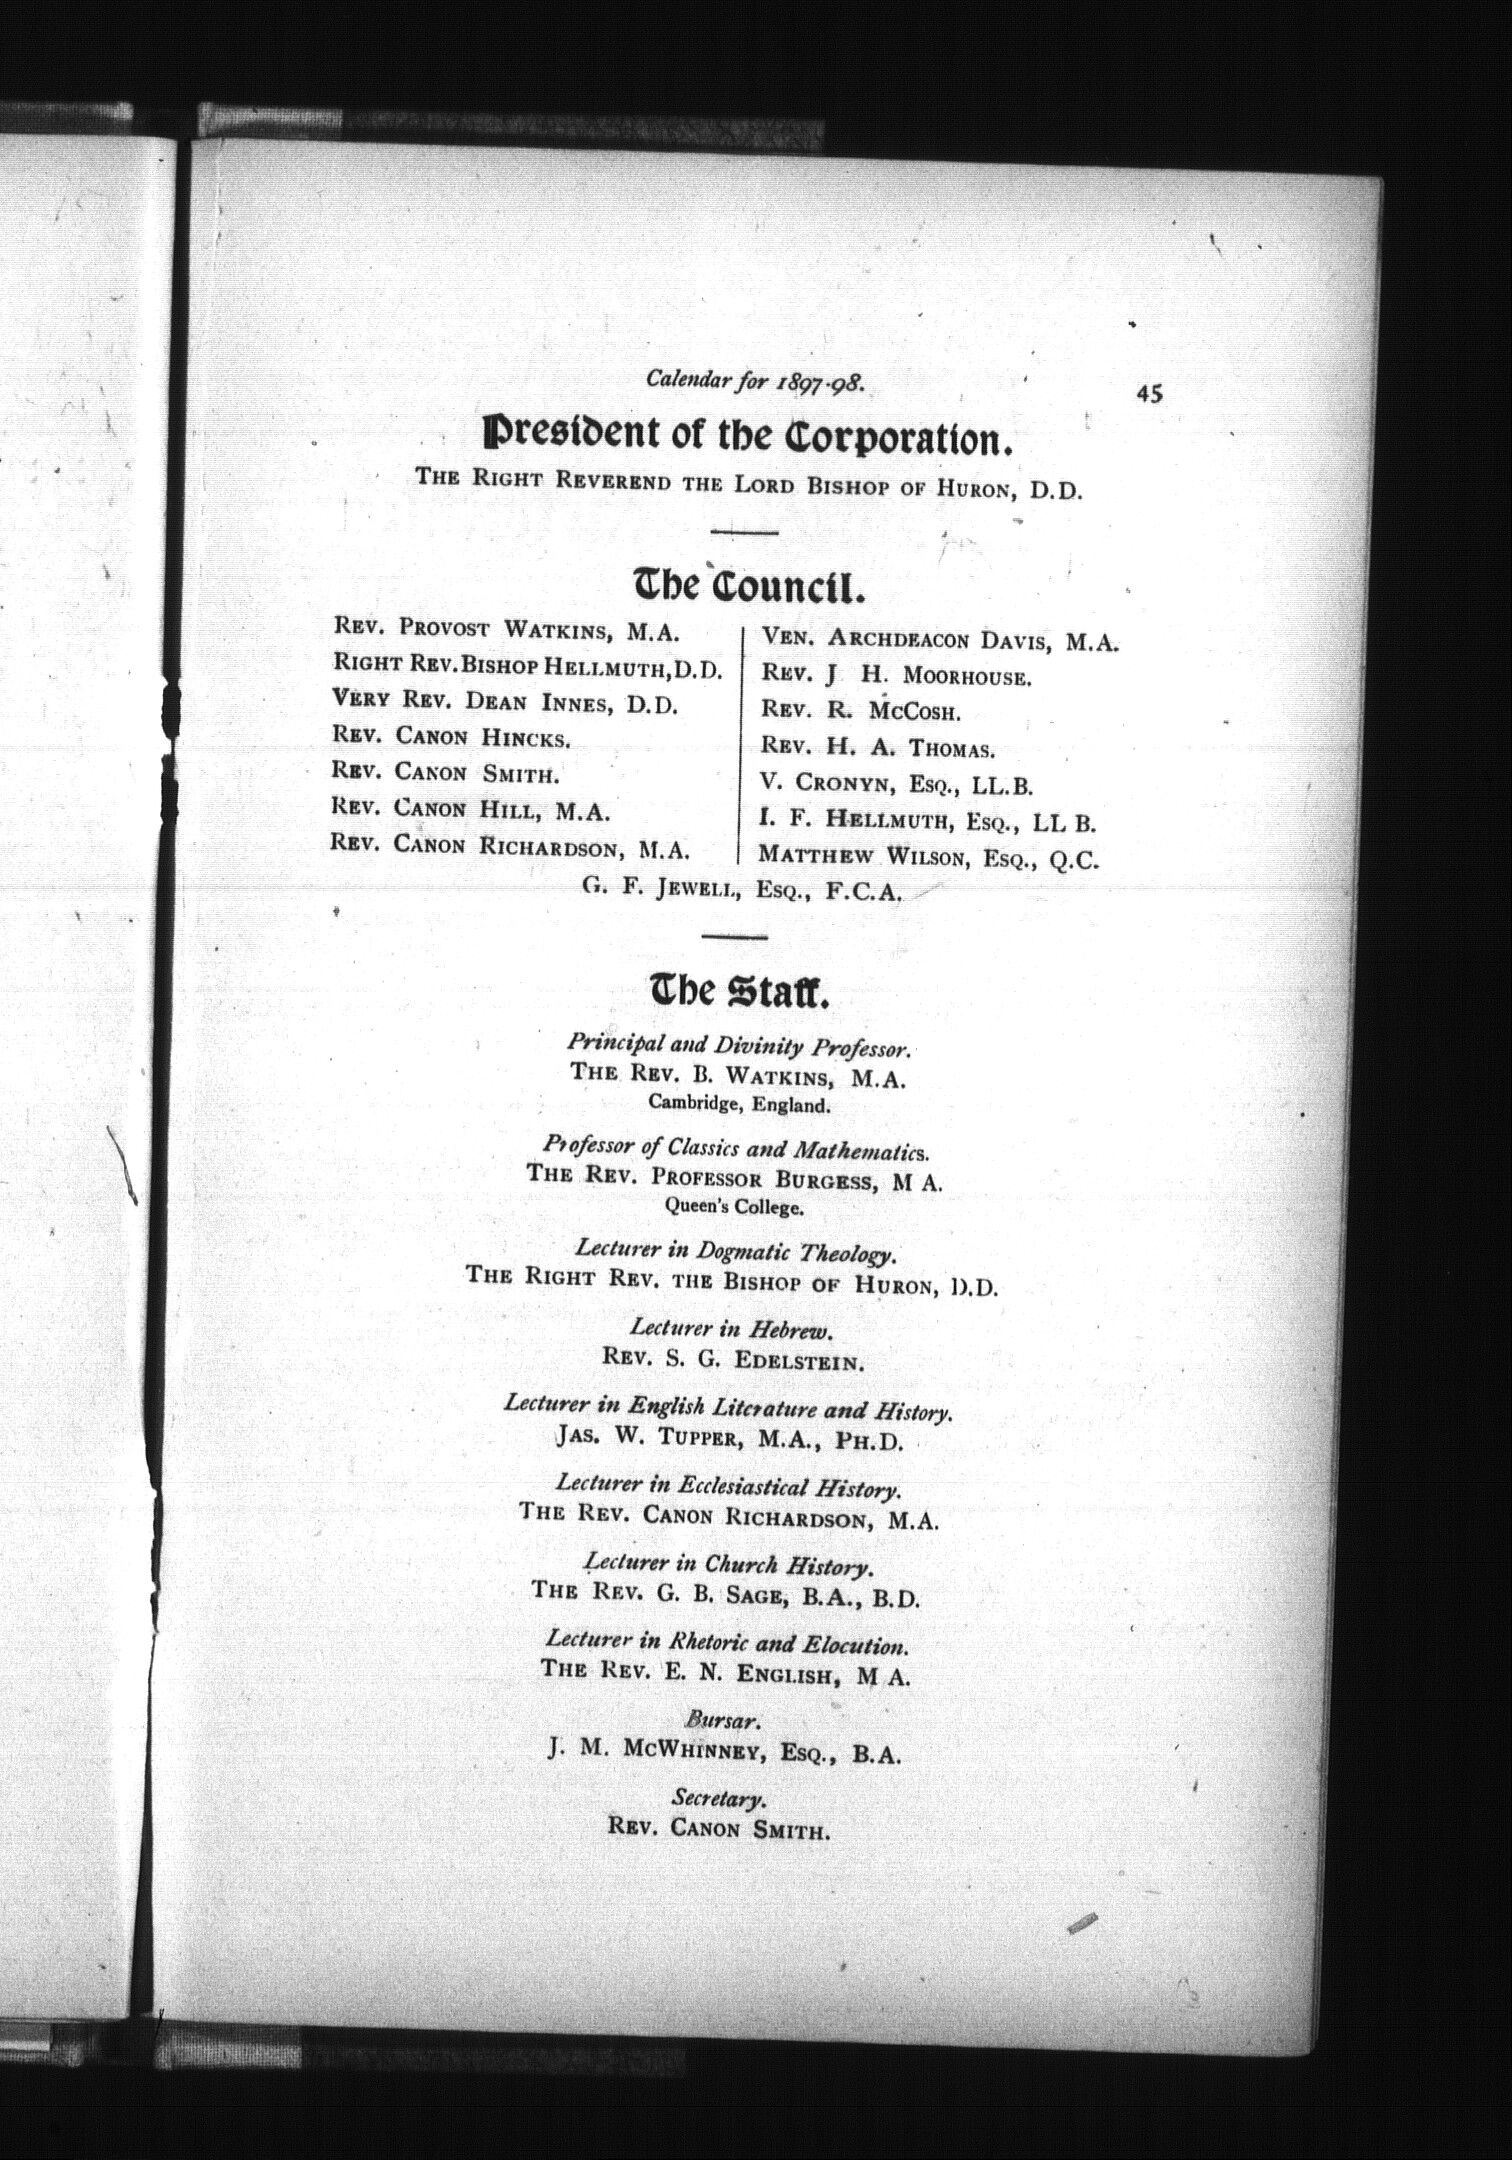 Calendar for 1897-98.
45
President of the Corporation.
THE RIGHT REVEREND THE LORD BISHOP OF HURON, D.D.
The Council.
REV. PROVOST WATKINS, M.A.
RIGHT REV. BISHOP HELLMUTH, D.D.
VERY REV. DEAN INNES, D.D.
REV. CANON HINCKS.
REV. CANON SMITH.
REV. CANON HILL, M.A.
REV. CANON RICHARDSON, M.A.
VEN. ARCHDEACON DAVIS, M.A.
REV. J H. MOORHOUSE.
REV. R. MCCOSH.
REV. H. A. THOMAS.
V. CRONYN, ESQ., LL.B.
I. F. HELLMUTH, ESQ., LL B.
MATTHEW WILSON, ESQ., Q.C.
G. F. JEWELL, ESQ., F.C.A.
The Staff.
Principal and Divinity Professor.
THE REV. B. WATKINS, M.A.
Cambridge, England.
Professor of Classics and Mathematics.
THE REV. PROFESSOR BURGESS, M A.
Queen's College.
Lecturer in Dogmatic Theology.
THE RIGHT REV. THE BISHOP OF HURON, D.D.
Lecturer in Hebrew.
REV. S. G. EDELSTEIN.
Lecturer in English Literature and History.
JAS. W. TUPPER, M.A., PH.D.
Lecturer in Ecclesiastical History.
THE REV. CANON RICHARDSON, M.A.
Lecturer in Church History.
THE REV. G. B. SAGE, B.A., B.D.
Lecturer in Rhetoric and Elocution.
THE REV. E. N. ENGLISH, M A.
Bursar.
J. M. MCWHINNEY, ESQ., B.A.
Secretary.
REV. CANON SMITH.